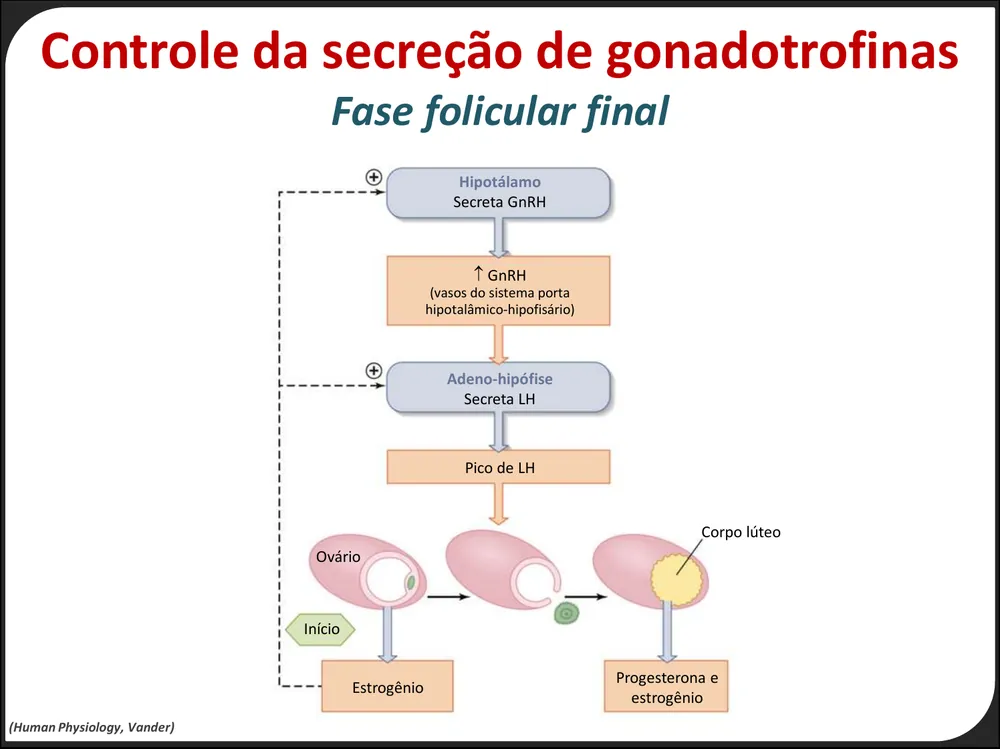 Controle da secreção de gonadotrofinas
Fase folicular final
Hipotálamo
Secreta GnRH
↑ GnRH
(vasos do sistema porta
hipotalâmico-hipofisário)
Adeno-hipófise
Secreta LH
Pico de LH
Corpo lúteo
Ovário
Início
Estrogênio
Progesterona e
estrogênio
(Human Physiology, Vander)